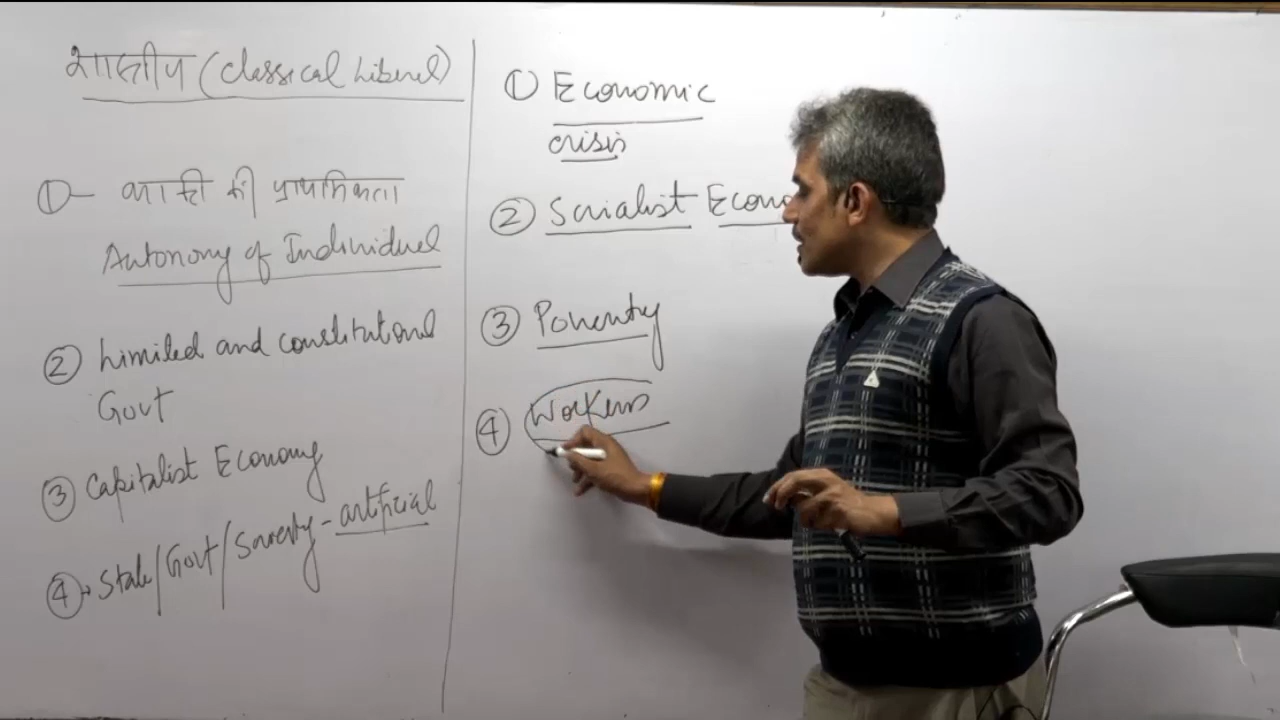 शास्त्रीय (Classical Liberal)
①- व्यक्ति की प्राथमिकता
Autonomy of Individual
② Limited and constitutional
Govt
③ Capitalist Economy
④ State/Govt/Society - artificial
① Economic
crisis
② Socialist Econo
③ Poverty
④ Workers